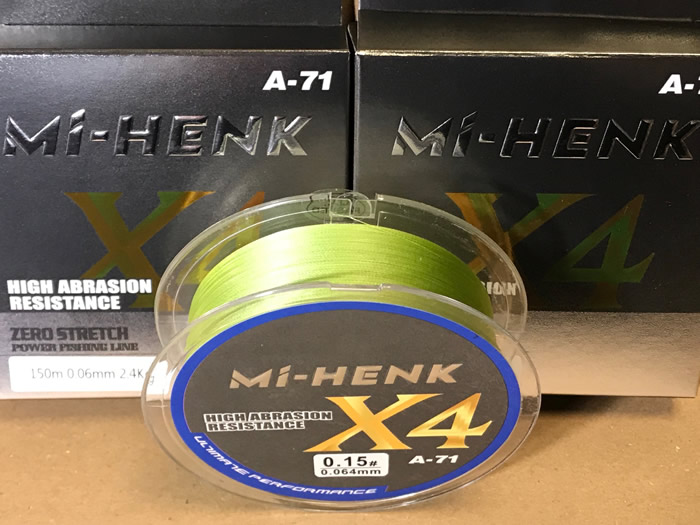 A-71
Mi-HENK
X4
HIGH ABRASION
RESISTANCE
ZERO STRETCH
POWER FISHING LINE
150m 0.06mm 2.4K
A-7
Mi-HENK
X4
Mi-HENK
HIGH ABRASION
RESISTANCE
X4
0.15#
0.064mm
A-71
ULTIMATE PERFORMANCE